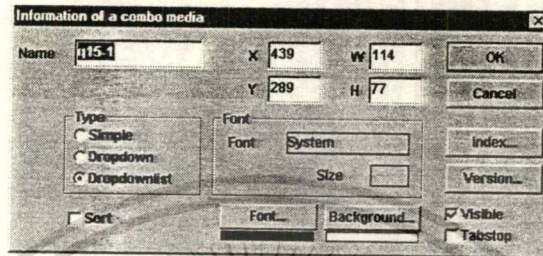 Information of a combo media
Name q15-1 X 439 W 114 OK
Y 289 H 77 Cancel
Type Font
Simple Font System Index...
Dropdown
Dropdownlist Size Version...
Sort Font... Background... Visible
Tabstop